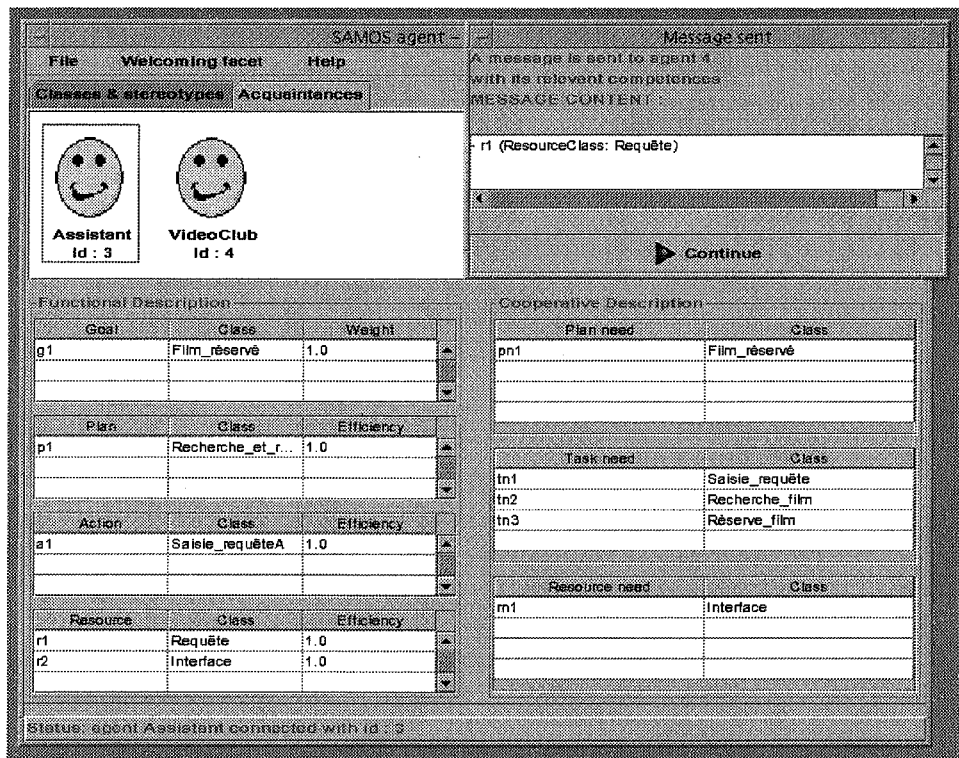 SAMOS agent -
File Welcoming facet Help
Classes & stereotypes Acquaintances
Assistant
Id : 3
VideoClub
Id : 4
Message sent
A message is sent to agent 4
with its relevent competences
MESSAGE CONTENT :
- r1 (ResourceClass: Requête)
Continue
Functional Description
Goal Class Weight
g1 Film_réservé 1.0
Plan Class Efficiency
p1 Recherche_et_r... 1.0
Action Class Efficiency
a1 Saisie_requêteA 1.0
Resource Class Efficiency
r1 Requête 1.0
r2 Interface 1.0
Cooperative Description
Plan need Class
pn1 Film_réservé
Task need Class
tn1 Saisie_requête
tn2 Recherche_film
tn3 Réserve_film
Resource need Class
rn1 Interface
Status: agent Assistant connected with id : 3